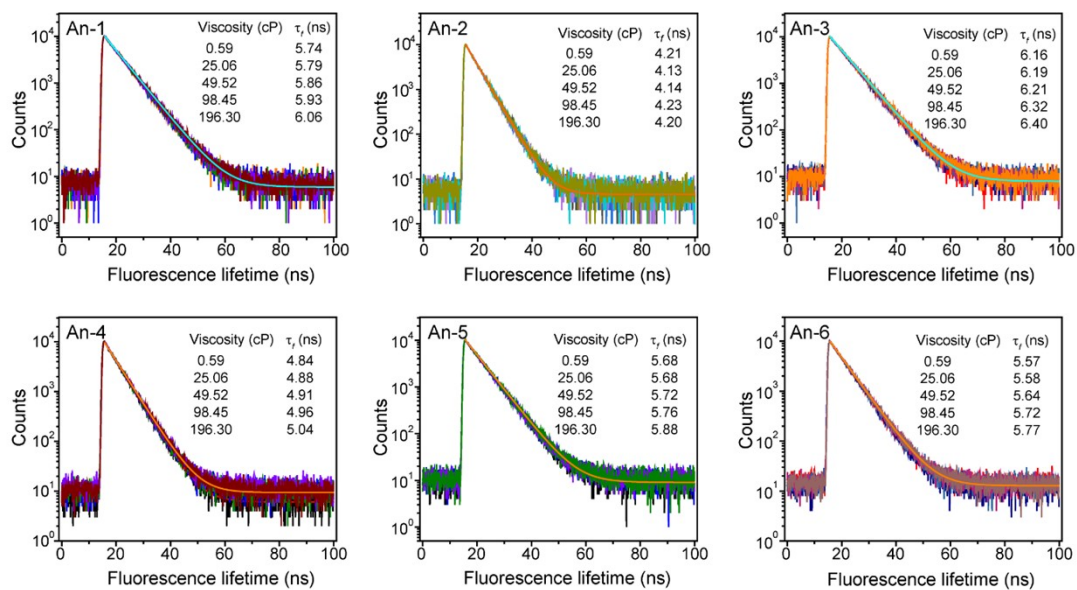 An-1
Viscosity (cP) τf (ns)
0.59 5.74
25.06 5.79
49.52 5.86
98.45 5.93
196.30 6.06
10^4
10^3
10^2
10^1
10^0
Counts
0 20 40 60 80 100
Fluorescence lifetime (ns)
An-2
Viscosity (cP) τf (ns)
0.59 4.21
25.06 4.13
49.52 4.14
98.45 4.23
196.30 4.20
10^4
10^3
10^2
10^1
10^0
Counts
0 20 40 60 80 100
Fluorescence lifetime (ns)
An-3
Viscosity (cP) τf (ns)
0.59 6.16
25.06 6.19
49.52 6.21
98.45 6.32
196.30 6.40
10^4
10^3
10^2
10^1
10^0
Counts
0 20 40 60 80 100
Fluorescence lifetime (ns)
An-4
Viscosity (cP) τf (ns)
0.59 4.84
25.06 4.88
49.52 4.91
98.45 4.96
196.30 5.04
10^4
10^3
10^2
10^1
10^0
Counts
0 20 40 60 80 100
Fluorescence lifetime (ns)
An-5
Viscosity (cP) τf (ns)
0.59 5.68
25.06 5.68
49.52 5.72
98.45 5.76
196.30 5.88
10^4
10^3
10^2
10^1
10^0
Counts
0 20 40 60 80 100
Fluorescence lifetime (ns)
An-6
Viscosity (cP) τf (ns)
0.59 5.57
25.06 5.58
49.52 5.64
98.45 5.72
196.30 5.77
10^4
10^3
10^2
10^1
10^0
Counts
0 20 40 60 80 100
Fluorescence lifetime (ns)